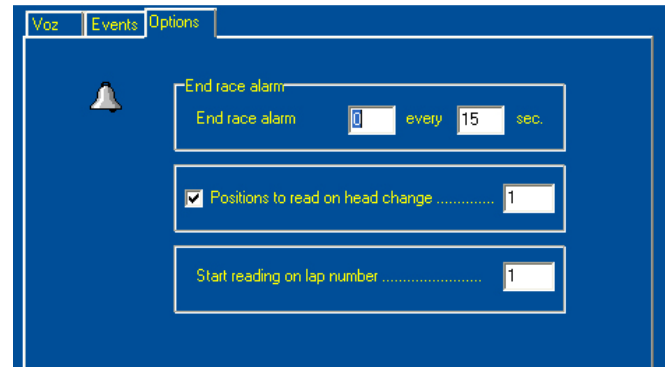 Voz Events Options
End race alarm
End race alarm 0 every 15 sec.
Positions to read on head change .............. 1
Start reading on lap number ........................ 1